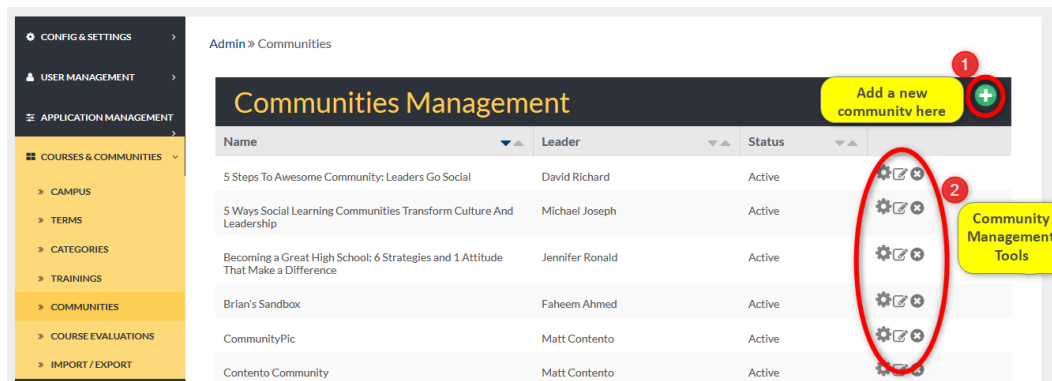 CONFIG & SETTINGS
USER MANAGEMENT
APPLICATION MANAGEMENT
COURSES & COMMUNITIES
» CAMPUS
» TERMS
» CATEGORIES
» TRAININGS
» COMMUNITIES
» COURSE EVALUATIONS
» IMPORT / EXPORT
Admin » Communities
Communities Management
1
Add a new
community here
Name Leader Status
5 Steps To Awesome Community: Leaders Go Social David Richard Active
5 Ways Social Learning Communities Transform Culture And
Leadership
Michael Joseph Active
Becoming a Great High School: 6 Strategies and 1 Attitude
That Make a Difference
Jennifer Ronald Active
Brian's Sandbox Faheem Ahmed Active
CommunityPic Matt Contento Active
Contento Community Matt Contento Active
2
Community
Management
Tools